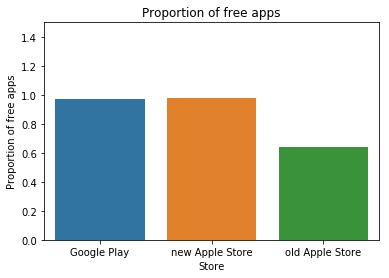 Proportion of free apps
Proportion of free apps
1.4
1.2
1.0
0.8
0.6
0.4
0.2
0.0
Google Play new Apple Store old Apple Store
Store